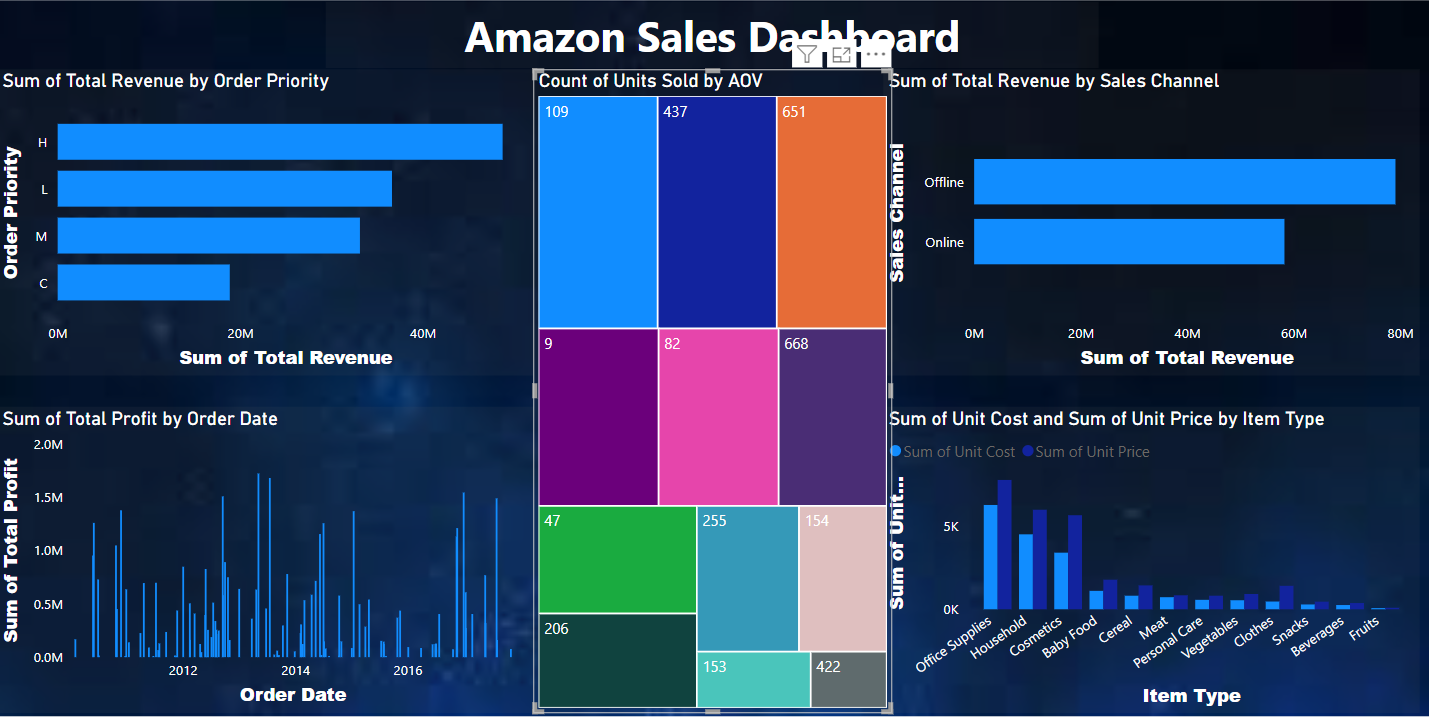 Amazon Sales Dashboard
Sum of Total Revenue by Order Priority
Order Priority
H
L
M
C
0M 20M 40M
Sum of Total Revenue
Sum of Total Profit by Order Date
Sum of Total Profit
2.0M
1.5M
1.0M
0.5M
0.0M
2012 2014 2016
Order Date
Count of Units Sold by AOV
109 437 651
9 82 668
47 255 154
206
153 422
Sum of Total Revenue by Sales Channel
Sales Channel
Offline
Online
0M 20M 40M 60M 80M
Sum of Total Revenue
Sum of Unit Cost and Sum of Unit Price by Item Type
Sum of Unit Cost Sum of Unit Price
Sum of Unit...
5K
0K
Office Supplies
Household
Cosmetics
Baby Food
Cereal
Meat
Personal Care
Vegetables
Clothes
Snacks
Beverages
Fruits
Item Type